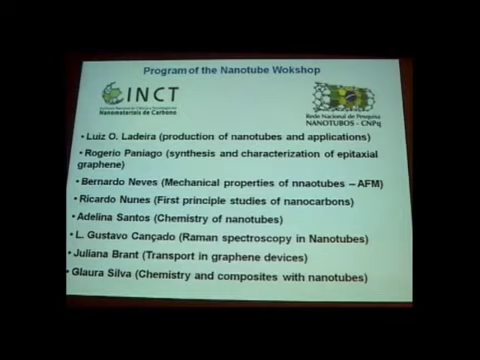 Program of the Nanotube Wokshop
INCT
Nanomateriais de Carbono
Rede Nacional de Pesquisa
NANOTUBOS - CNPq
• Luiz O. Ladeira (production of nanotubes and applications)
• Rogerio Paniago (synthesis and characterization of epitaxial
graphene)
• Bernardo Neves (Mechanical properties of nnaotubes – AFM)
• Ricardo Nunes (First principle studies of nanocarbons)
• Adelina Santos (Chemistry of nanotubes)
• L. Gustavo Cançado (Raman spectroscopy in Nanotubes)
• Juliana Brant (Transport in graphene devices)
• Glaura Silva (Chemistry and composites with nanotubes)